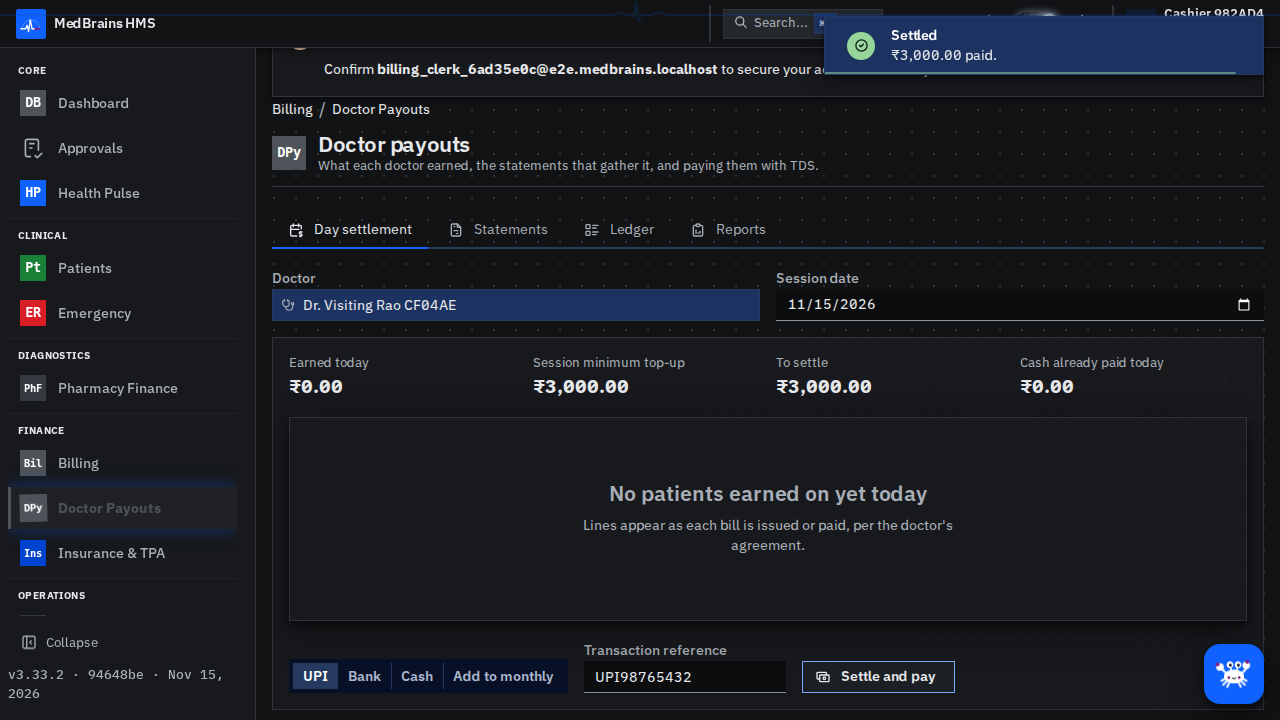 MedBrains HMS
Search...
Cashier 982AD4
Settled
₹3,000.00 paid.
Confirm billing_clerk_6ad35e0c@e2e.medbrains.localhost to secure your
CORE
DB Dashboard
Approvals
HP Health Pulse
CLINICAL
Pt Patients
ER Emergency
DIAGNOSTICS
PhF Pharmacy Finance
FINANCE
Bil Billing
DPy Doctor Payouts
Ins Insurance & TPA
OPERATIONS
Collapse
v3.33.2 · 94648be · Nov 15,
2026
Billing / Doctor Payouts
DPy Doctor payouts
What each doctor earned, the statements that gather it, and paying them with TDS.
Day settlement Statements Ledger Reports
Doctor Session date
Dr. Visiting Rao CF04AE 11/15/2026
Earned today Session minimum top-up To settle Cash already paid today
₹0.00 ₹3,000.00 ₹3,000.00 ₹0.00
No patients earned on yet today
Lines appear as each bill is issued or paid, per the doctor's
agreement.
Transaction reference
UPI Bank Cash Add to monthly UPI98765432 Settle and pay